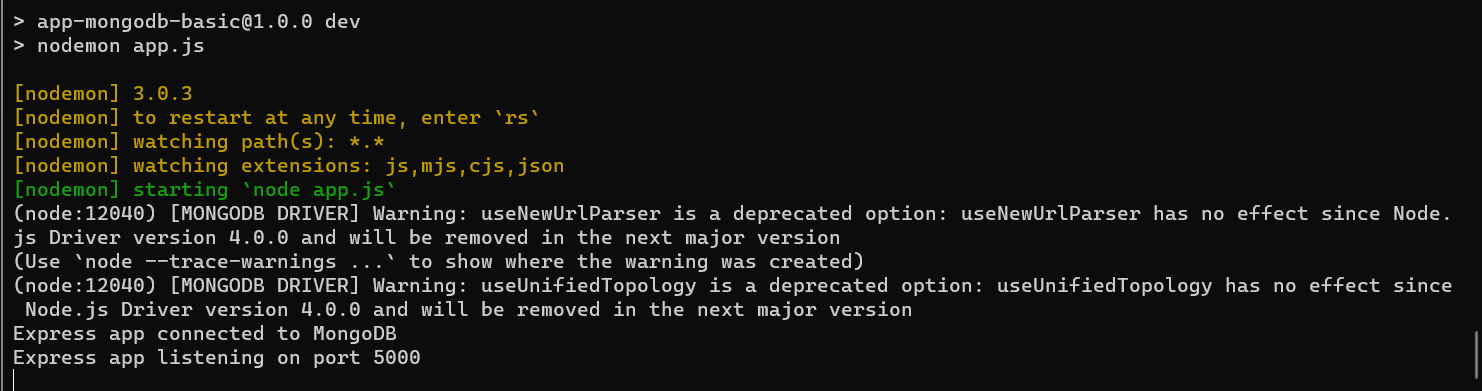 > app-mongodb-basic@1.0.0 dev
> nodemon app.js
[nodemon] 3.0.3
[nodemon] to restart at any time, enter `rs`
[nodemon] watching path(s): *.*
[nodemon] watching extensions: js,mjs,cjs,json
[nodemon] starting `node app.js`
(node:12040) [MONGODB DRIVER] Warning: useNewUrlParser is a deprecated option: useNewUrlParser has no effect since Node.
js Driver version 4.0.0 and will be removed in the next major version
(Use `node --trace-warnings ...` to show where the warning was created)
(node:12040) [MONGODB DRIVER] Warning: useUnifiedTopology is a deprecated option: useUnifiedTopology has no effect since
 Node.js Driver version 4.0.0 and will be removed in the next major version
Express app connected to MongoDB
Express app listening on port 5000